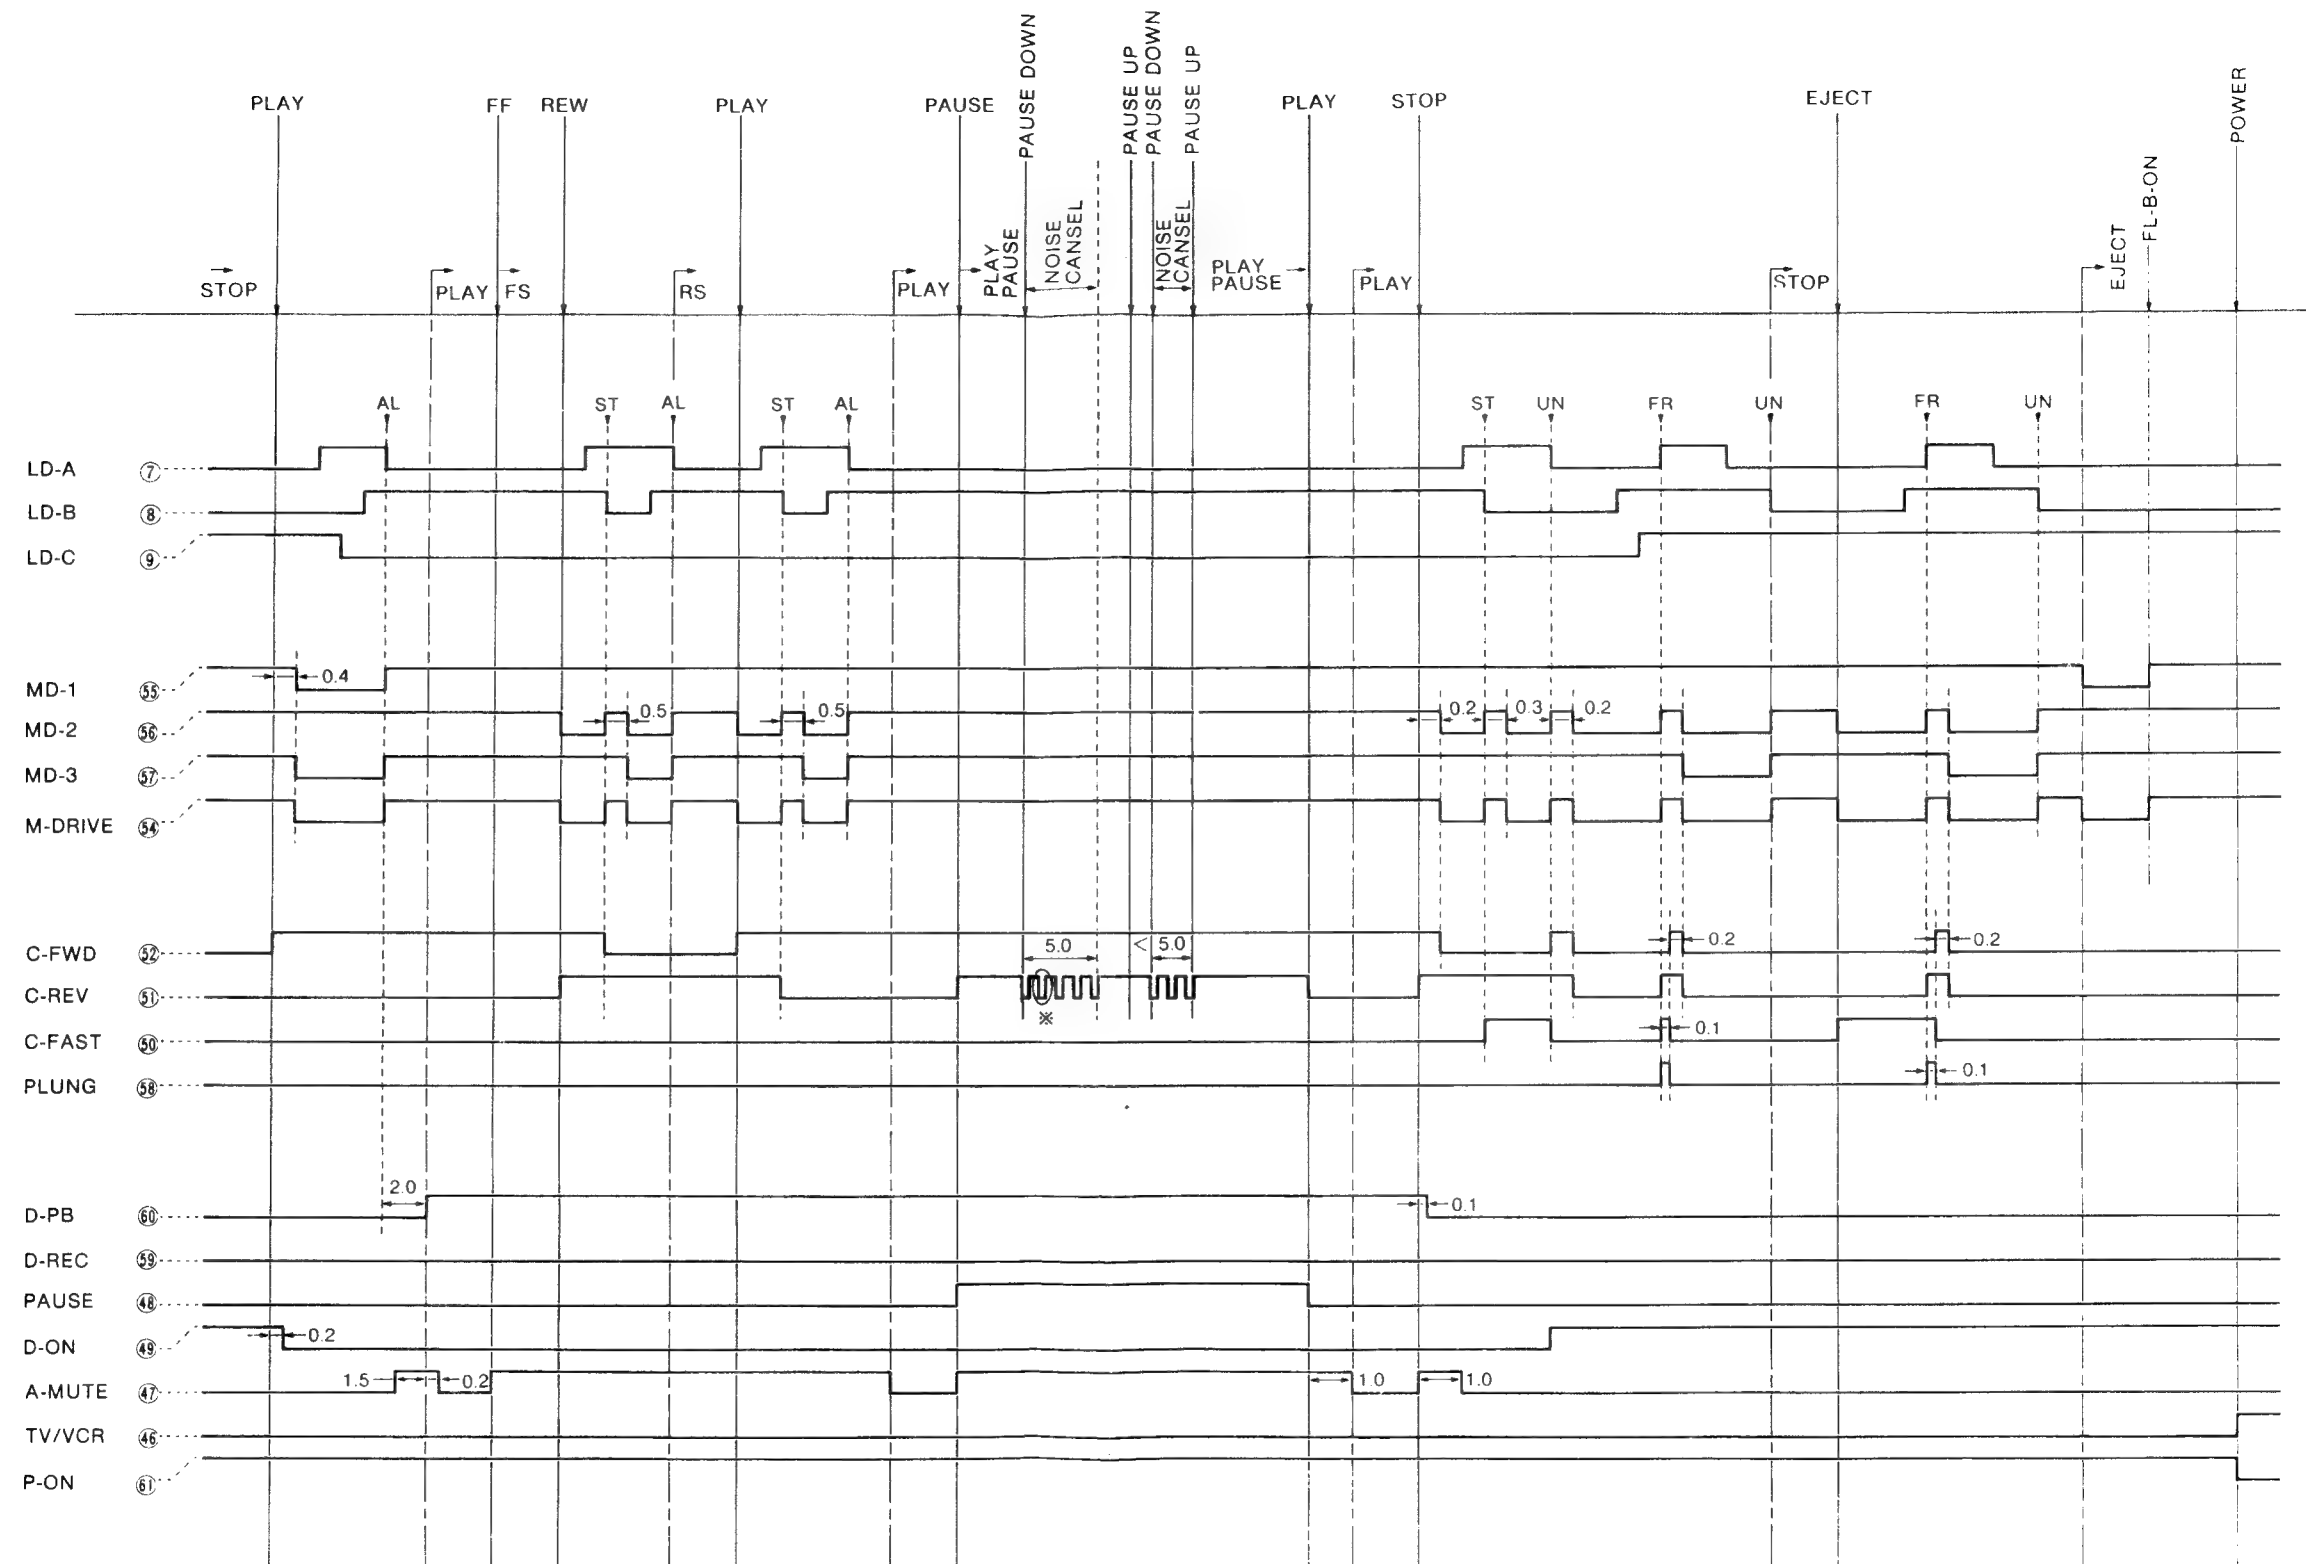 PAUSE DOWN
PAUSE UP
PAUSE DOWN
PAUSE UP
PLAY
FF
REW
PLAY
PAUSE
PLAY
STOP
EJECT
POWER
FL-B-ON
STOP
PLAY
FS
RS
PLAY
PLAY
PAUSE
NOISE
CANSEL
NOISE
CANSEL
PLAY
PAUSE
PLAY
STOP
EJECT
AL
ST
AL
ST
AL
ST
UN
FR
UN
FR
UN
LD-A ⑦
LD-B ⑧
LD-C ⑨
MD-1 55 0.4
MD-2 56 0.5 0.5 0.2 0.3 0.2
MD-3 57
M-DRIVE 54
C-FWD 52 5.0 < 5.0 0.2 0.2
C-REV 51
※
C-FAST 50 0.1
PLUNG 58 0.1
2.0
D-PB 60 0.1
D-REC 59
PAUSE 48
D-ON 49 0.2
A-MUTE 47 1.5 0.2 1.0 1.0
TV/VCR 46
P-ON 61